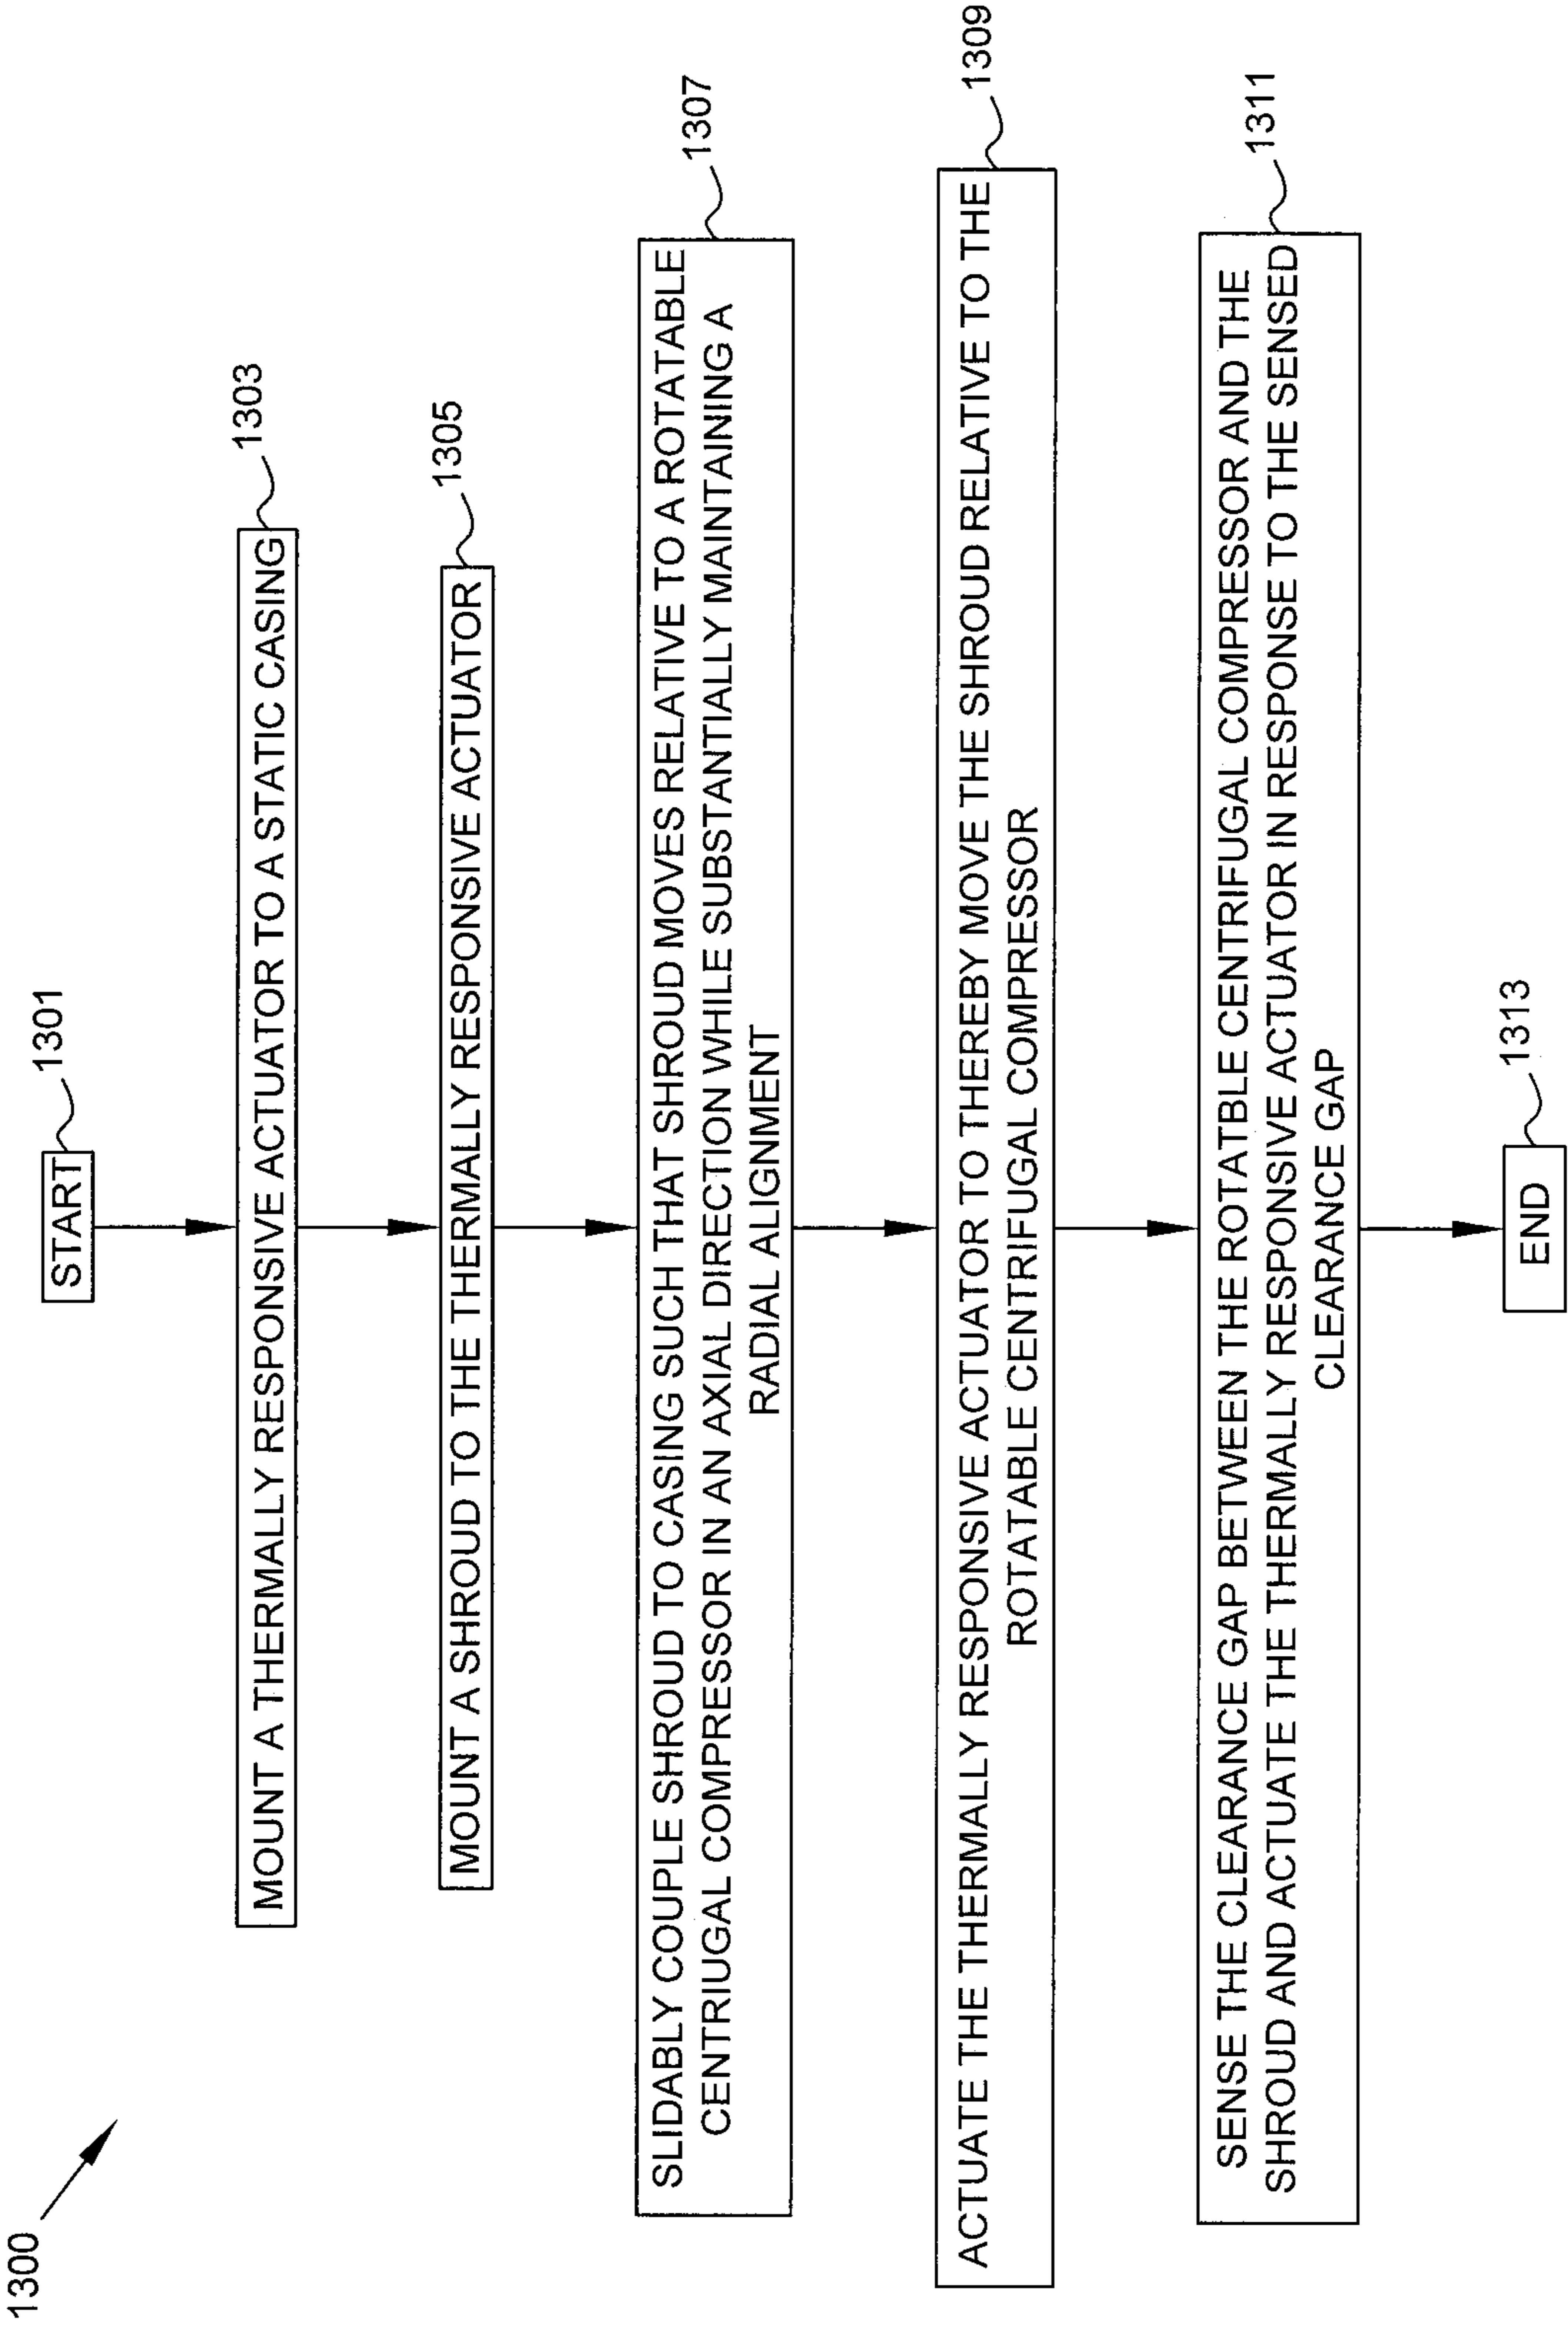 1300
START
1301
MOUNT A THERMALLY RESPONSIVE ACTUATOR TO A STATIC CASING
1303
MOUNT A SHROUD TO THE THERMALLY RESPONSIVE ACTUATOR
1305
SLIDABLY COUPLE SHROUD TO CASING SUCH THAT SHROUD MOVES RELATIVE TO A ROTATABLE
CENTRIUGAL COMPRESSOR IN AN AXIAL DIRECTION WHILE SUBSTANTIALLY MAINTAINING A
RADIAL ALIGNMENT
1307
ACTUATE THE THERMALLY RESPONSIVE ACTUATOR TO THEREBY MOVE THE SHROUD RELATIVE TO THE
ROTATABLE CENTRIFUGAL COMPRESSOR
1309
SENSE THE CLEARANCE GAP BETWEEN THE ROTATBLE CENTRIFUGAL COMPRESSOR AND THE
SHROUD AND ACTUATE THE THERMALLY RESPONSIVE ACTUATOR IN RESPONSE TO THE SENSED
CLEARANCE GAP
1311
END
1313